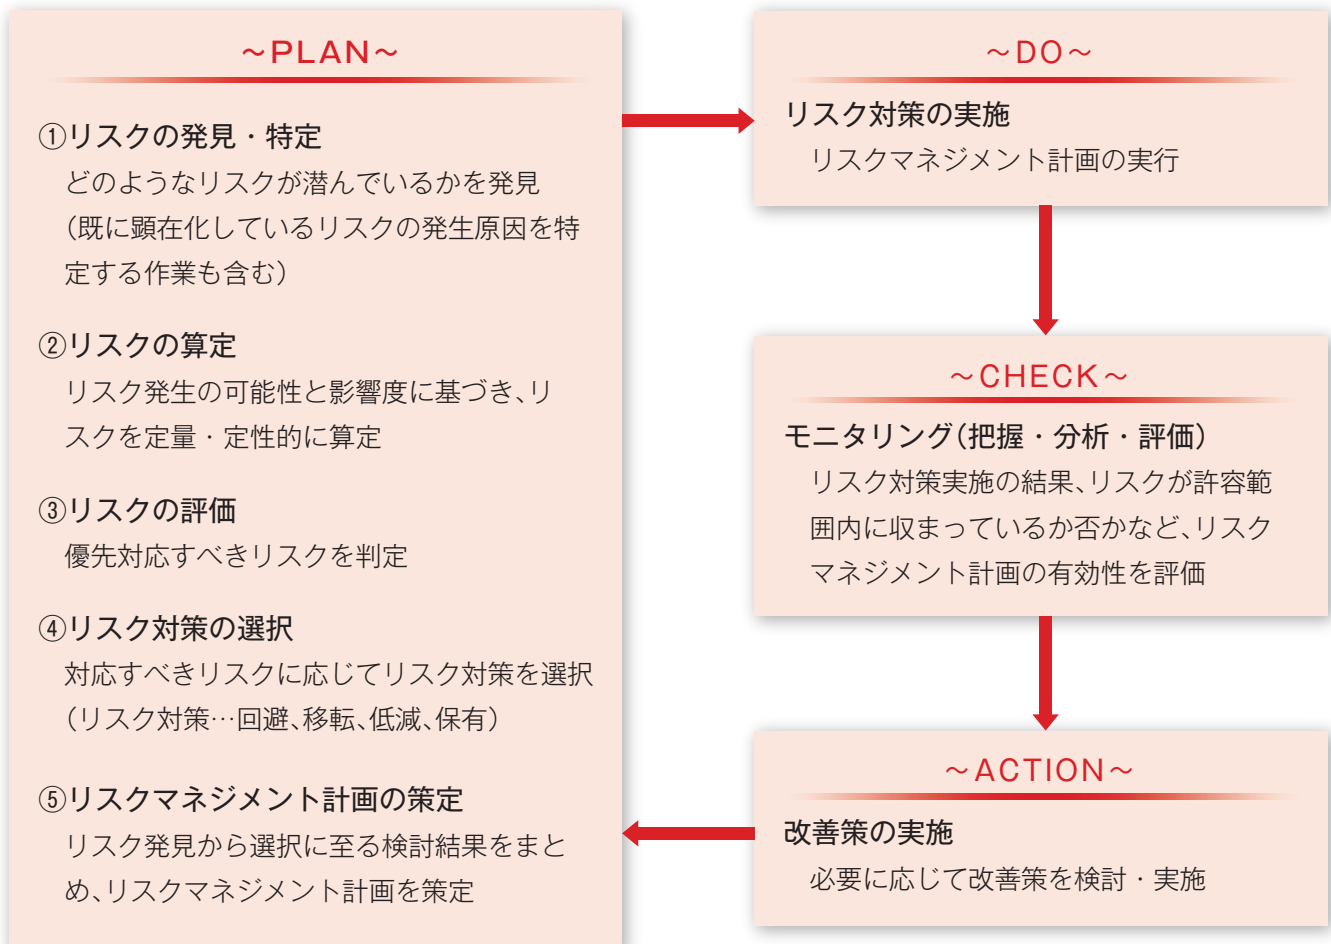 ～PLAN～
①リスクの発見・特定
どのようなリスクが潜んでいるかを発見
（既に顕在化しているリスクの発生原因を特
定する作業も含む）
②リスクの算定
リスク発生の可能性と影響度に基づき、リ
スクを定量・定性的に算定
③リスクの評価
優先対応すべきリスクを判定
④リスク対策の選択
対応すべきリスクに応じてリスク対策を選択
（リスク対策…回避、移転、低減、保有）
⑤リスクマネジメント計画の策定
リスク発見から選択に至る検討結果をまと
め、リスクマネジメント計画を策定
～DO～
リスク対策の実施
リスクマネジメント計画の実行
～CHECK～
モニタリング（把握・分析・評価）
リスク対策実施の結果、リスクが許容範
囲内に収まっているか否かなど、リスク
マネジメント計画の有効性を評価
～ACTION～
改善策の実施
必要に応じて改善策を検討・実施